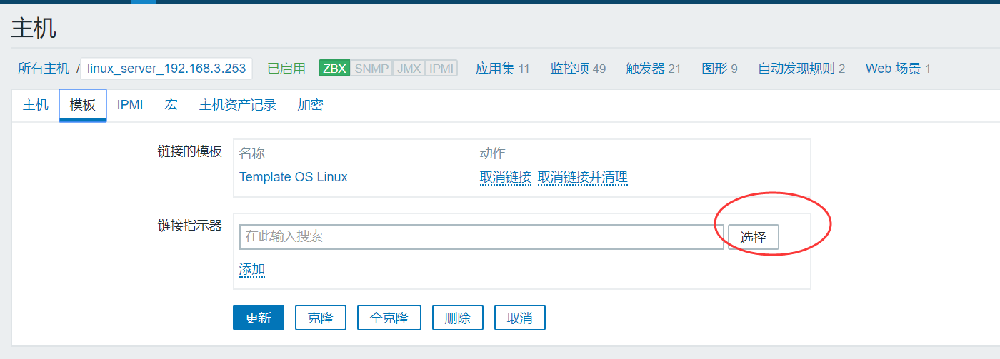 主机
所有主机 / linux_server_192.168.3.253 已启用 ZBX SNMP JMX IPMI 应用集 11 监控项 49 触发器 21 图形 9 自动发现规则 2 Web 场景 1
主机 模板 IPMI 宏 主机资产记录 加密
链接的模板 名称 动作
Template OS Linux 取消链接 取消链接并清理
链接指示器
在此输入搜索 选择
添加
更新 克隆 全克隆 删除 取消